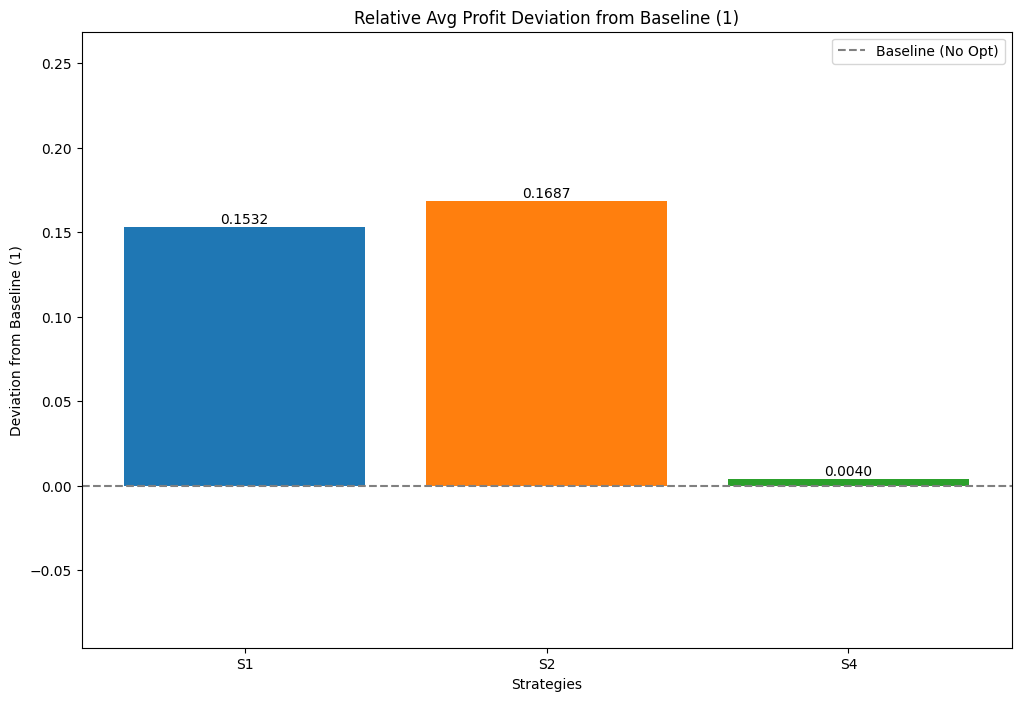 Relative Avg Profit Deviation from Baseline (1)
Baseline (No Opt)
0.25
0.20
0.15
0.10
0.05
0.00
−0.05
Deviation from Baseline (1)
0.1532
0.1687
0.0040
S1
S2
S4
Strategies